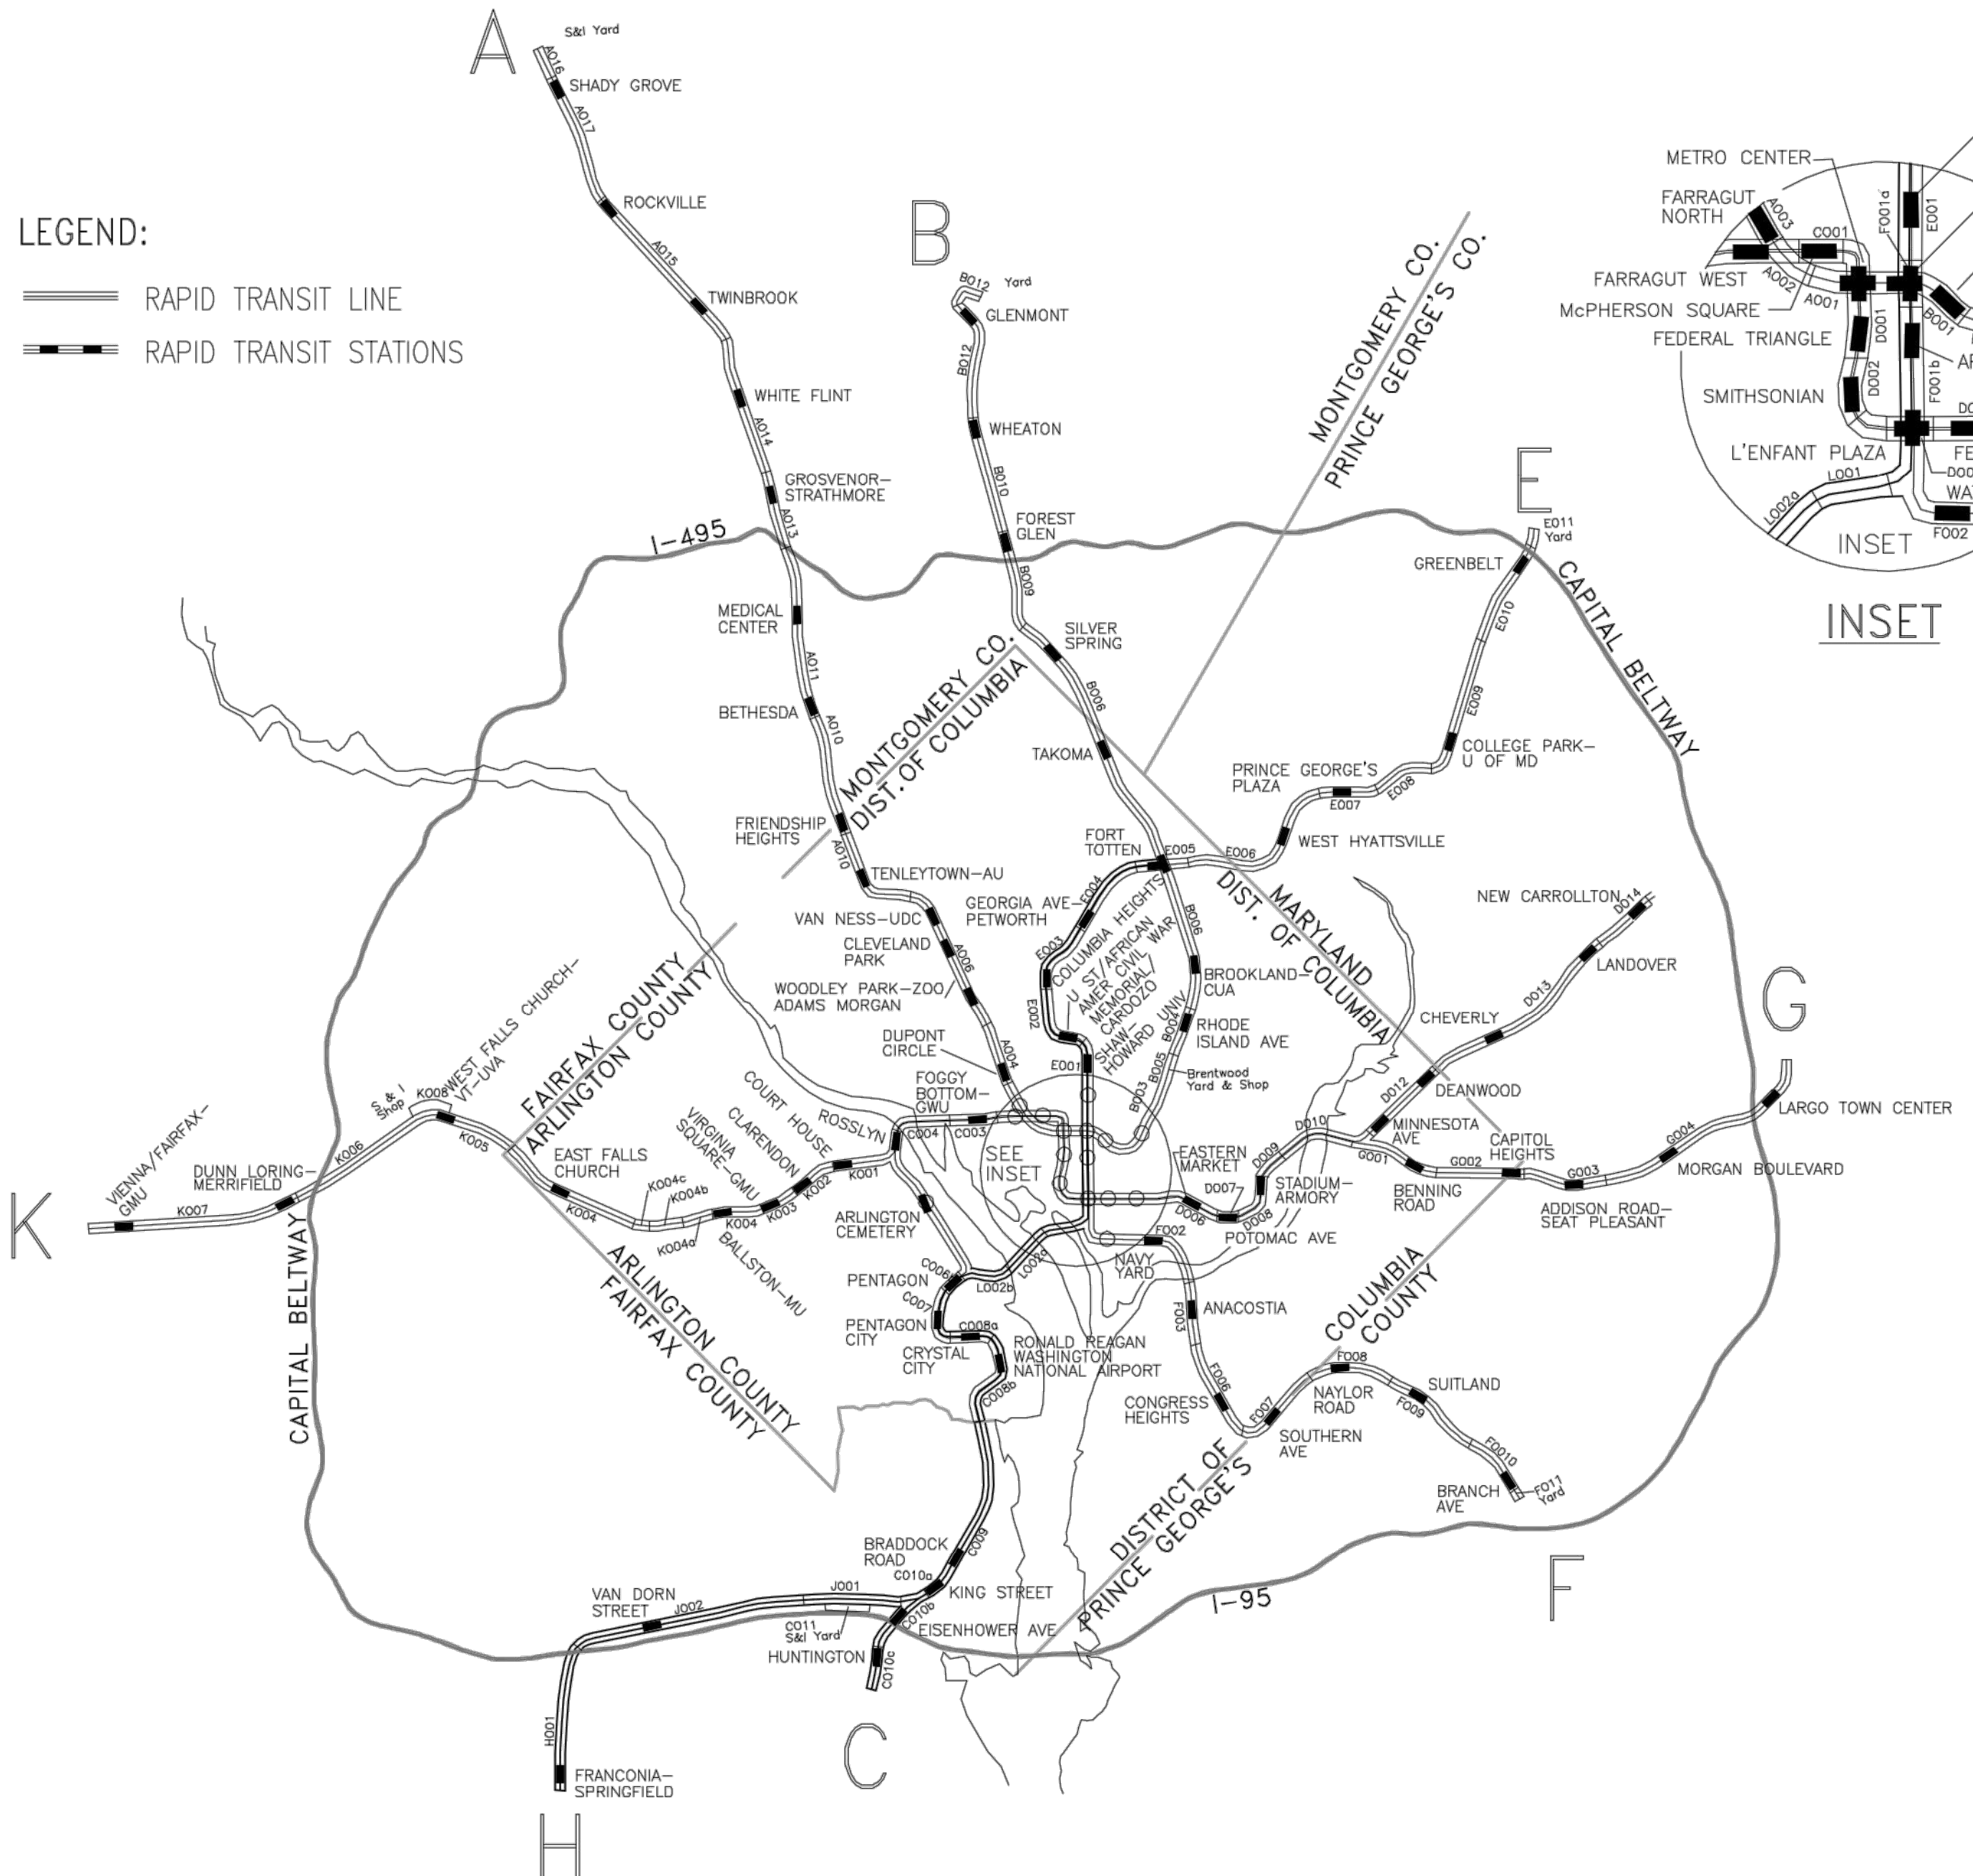 A
S&I Yard
A016
SHADY GROVE
A017
ROCKVILLE
A015
TWINBROOK
WHITE FLINT
A014
GROSVENOR-
STRATHMORE
A013
I-495
MEDICAL
CENTER
A011
BETHESDA
A010
FRIENDSHIP
HEIGHTS
A010
TENLEYTOWN-AU
VAN NESS-UDC
CLEVELAND
PARK
A006
WOODLEY PARK-ZOO/
ADAMS MORGAN
DUPONT
CIRCLE
A004
LEGEND:
RAPID TRANSIT LINE
RAPID TRANSIT STATIONS
B
B012
Yard
GLENMONT
B012
WHEATON
B010
FOREST
GLEN
B009
SILVER
SPRING
B006
TAKOMA
FORT
TOTTEN
B006
BROOKLAND-
CUA
B004
RHODE
ISLAND AVE
B005
Brentwood
Yard & Shop
B003
MONTGOMERY CO.
PRINCE GEORGE'S CO.
MONTGOMERY CO.
DIST. OF COLUMBIA
MARYLAND
DIST. OF COLUMBIA
E
E011
Yard
GREENBELT
E010
E009
COLLEGE PARK-
U OF MD
E008
PRINCE GEORGE'S
PLAZA
E007
WEST HYATTSVILLE
E006
E005
E004
GEORGIA AVE-
PETWORTH
E003
COLUMBIA HEIGHTS
E002
U ST/AFRICAN
AMER CIVIL WAR
MEMORIAL/
CARDOZO
SHAW-
HOWARD UNIV
E001
CAPITAL BELTWAY
METRO CENTER
FARRAGUT
NORTH
A003
C001
F001a
E001
FARRAGUT WEST
A002
A001
McPHERSON SQUARE
D001
B001
FEDERAL TRIANGLE
D002
F001b
AR
SMITHSONIAN
D0
L'ENFANT PLAZA
FE
D00
L001
WA
L002a
F002
INSET
INSET
NEW CARROLLTON
D014
LANDOVER
D013
CHEVERLY
DEANWOOD
D012
MINNESOTA
AVE
D010
D009
STADIUM-
ARMORY
D008
D007
POTOMAC AVE
D006
EASTERN
MARKET
G
LARGO TOWN CENTER
G004
MORGAN BOULEVARD
G003
ADDISON ROAD-
SEAT PLEASANT
CAPITOL
HEIGHTS
G002
BENNING
ROAD
G001
FAIRFAX COUNTY
ARLINGTON COUNTY
K
VIENNA/FAIRFAX-
GMU
K007
DUNN LORING-
MERRIFIELD
K006
S & I
Shop
K008
WEST FALLS CHURCH-
VT-UVA
K005
EAST FALLS
CHURCH
K004
K004c
K004b
K004a
K004
BALLSTON-MU
VIRGINIA
SQUARE-GMU
K003
CLARENDON
K002
COURT HOUSE
K001
ROSSLYN
C004
FOGGY
BOTTOM-
GWU
C003
SEE
INSET
ARLINGTON
CEMETERY
PENTAGON
C006
L002b
L002a
C007
PENTAGON
CITY
C008a
CRYSTAL
CITY
RONALD REAGAN
WASHINGTON
NATIONAL AIRPORT
C008b
ARLINGTON COUNTY
FAIRFAX COUNTY
CAPITAL BELTWAY
F002
NAVY
YARD
ANACOSTIA
F003
F006
CONGRESS
HEIGHTS
F007
SOUTHERN
AVE
F008
NAYLOR
ROAD
SUITLAND
F009
F0010
BRANCH
AVE
F011
Yard
F
COLUMBIA
COUNTY
DISTRICT OF
PRINCE GEORGE'S
I-95
BRADDOCK
ROAD
C009
C010a
KING STREET
C010b
EISENHOWER AVE
HUNTINGTON
C010c
C
J001
C011
S&I Yard
VAN DORN
STREET
J002
H001
FRANCONIA-
SPRINGFIELD
H